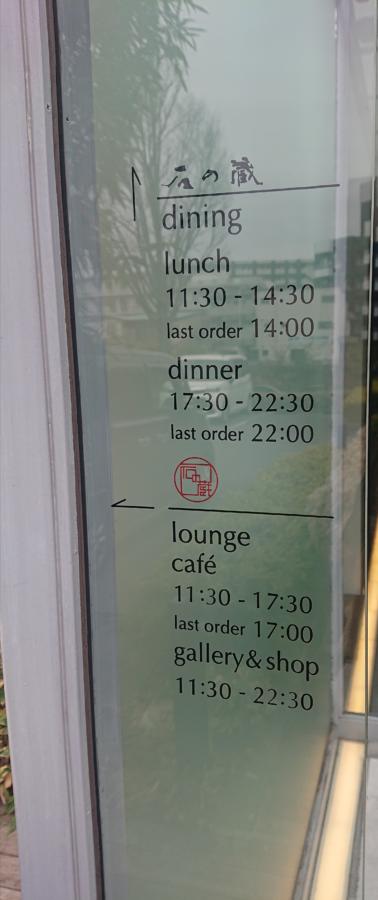 石の蔵
dining
lunch
11:30 - 14:30
last order 14:00
dinner
17:30 - 22:30
last order 22:00
lounge
café
11:30 - 17:30
last order 17:00
gallery&shop
11:30 - 22:30